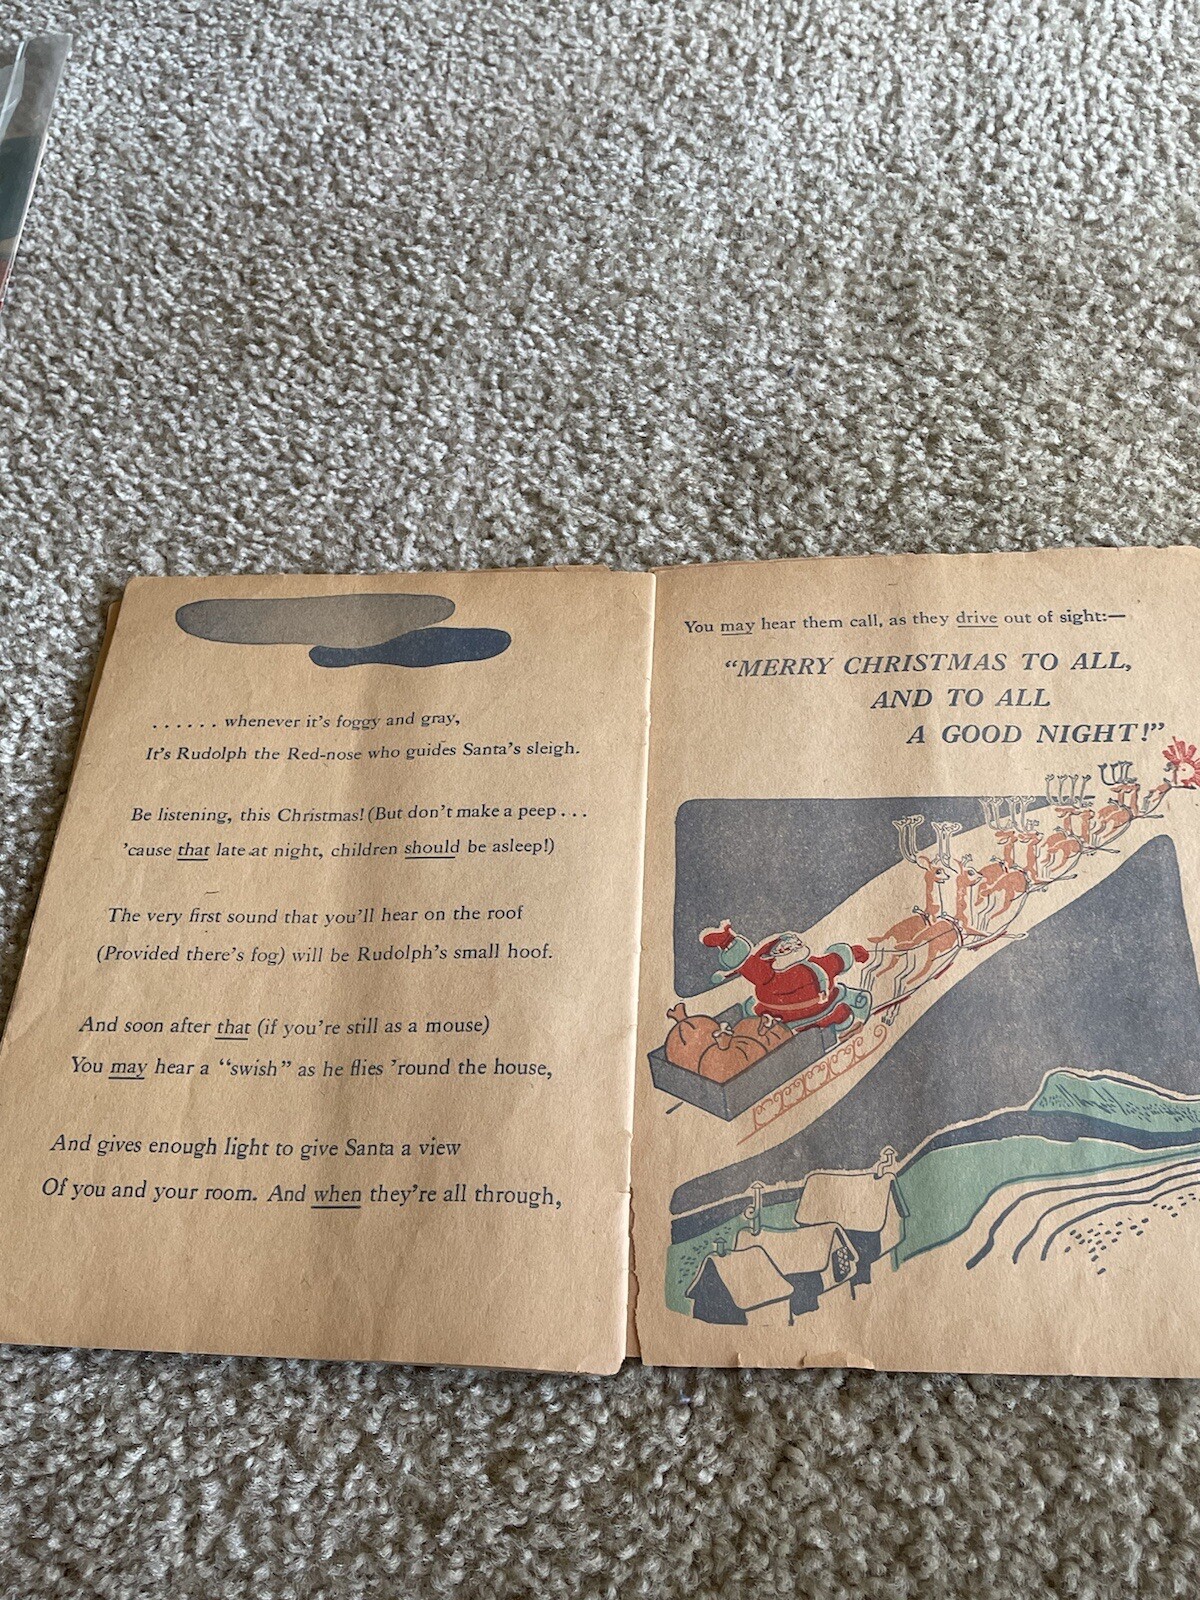 . . . . . . whenever it's foggy and gray,
It's Rudolph the Red-nose who guides Santa's sleigh.
Be listening, this Christmas! (But don't make a peep . . .
'cause that late at night, children should be asleep!)
The very first sound that you'll hear on the roof
(Provided there's fog) will be Rudolph's small hoof.
And soon after that (if you're still as a mouse)
You may hear a "swish" as he flies 'round the house,
And gives enough light to give Santa a view
Of you and your room. And when they're all through,
You may hear them call, as they drive out of sight:—
"MERRY CHRISTMAS TO ALL,
AND TO ALL
A GOOD NIGHT!"